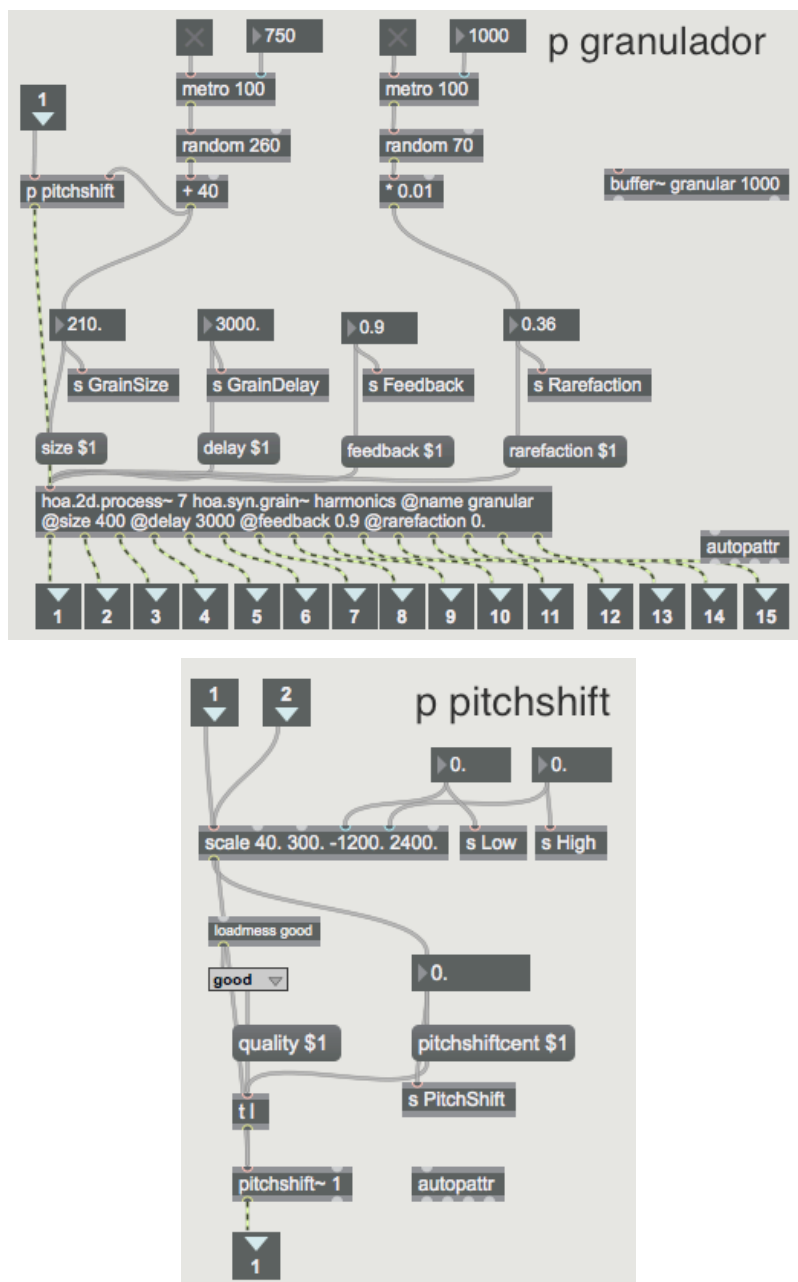 750
1000
p granulador
metro 100
metro 100
1
random 260
random 70
p pitchshift
+ 40
* 0.01
buffer~ granular 1000
210.
3000.
0.9
0.36
s GrainSize
s GrainDelay
s Feedback
s Rarefaction
size $1
delay $1
feedback $1
rarefaction $1
hoa.2d.process~ 7 hoa.syn.grain~ harmonics @name granular
@size 400 @delay 3000 @feedback 0.9 @rarefaction 0.
autopattr
1 2 3 4 5 6 7 8 9 10 11 12 13 14 15
1
2
p pitchshift
0.
0.
scale 40. 300. -1200. 2400.
s Low
s High
loadmess good
good
0.
quality $1
pitchshiftcent $1
s PitchShift
t l
pitchshift~ 1
autopattr
1